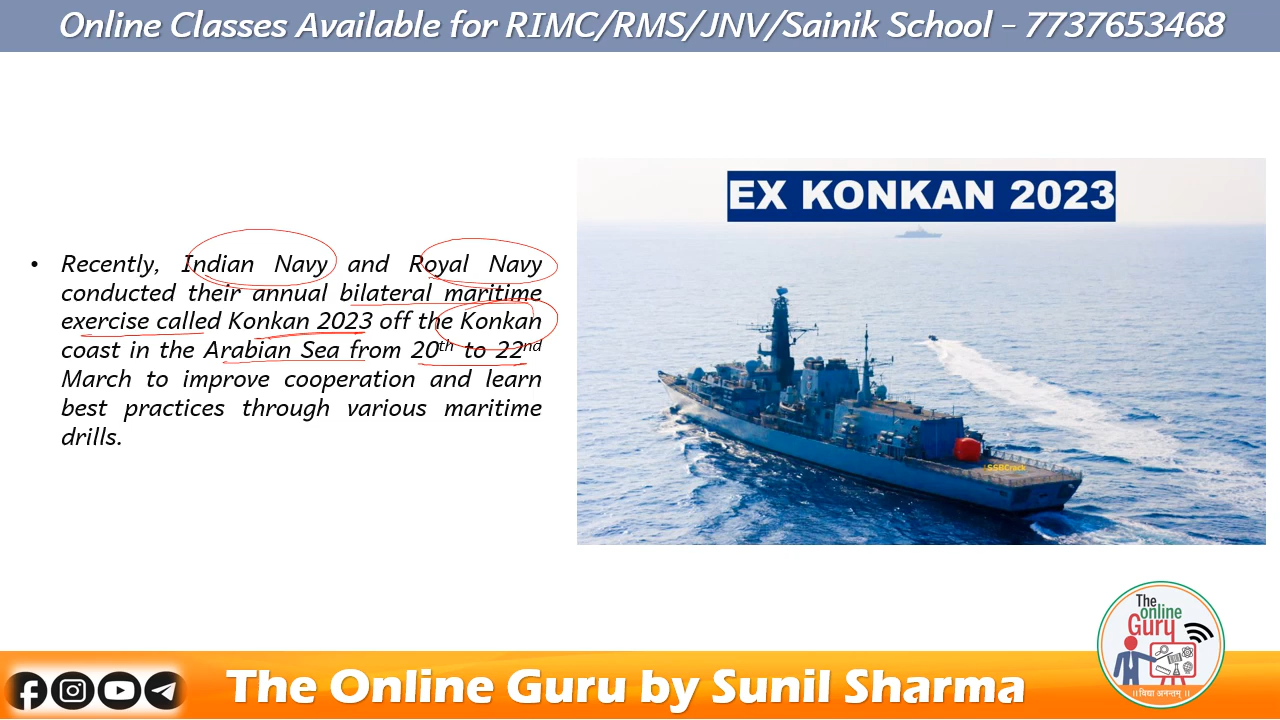 Online Classes Available for RIMC/RMS/JNV/Sainik School – 7737653468
EX KONKAN 2023
• Recently, Indian Navy and Royal Navy
conducted their annual bilateral maritime
exercise called Konkan 2023 off the Konkan
coast in the Arabian Sea from 20th to 22nd
March to improve cooperation and learn
best practices through various maritime
drills.
SSBCrack
The
online
Guru
।। विद्या अनन्तम् ।।
The Online Guru by Sunil Sharma